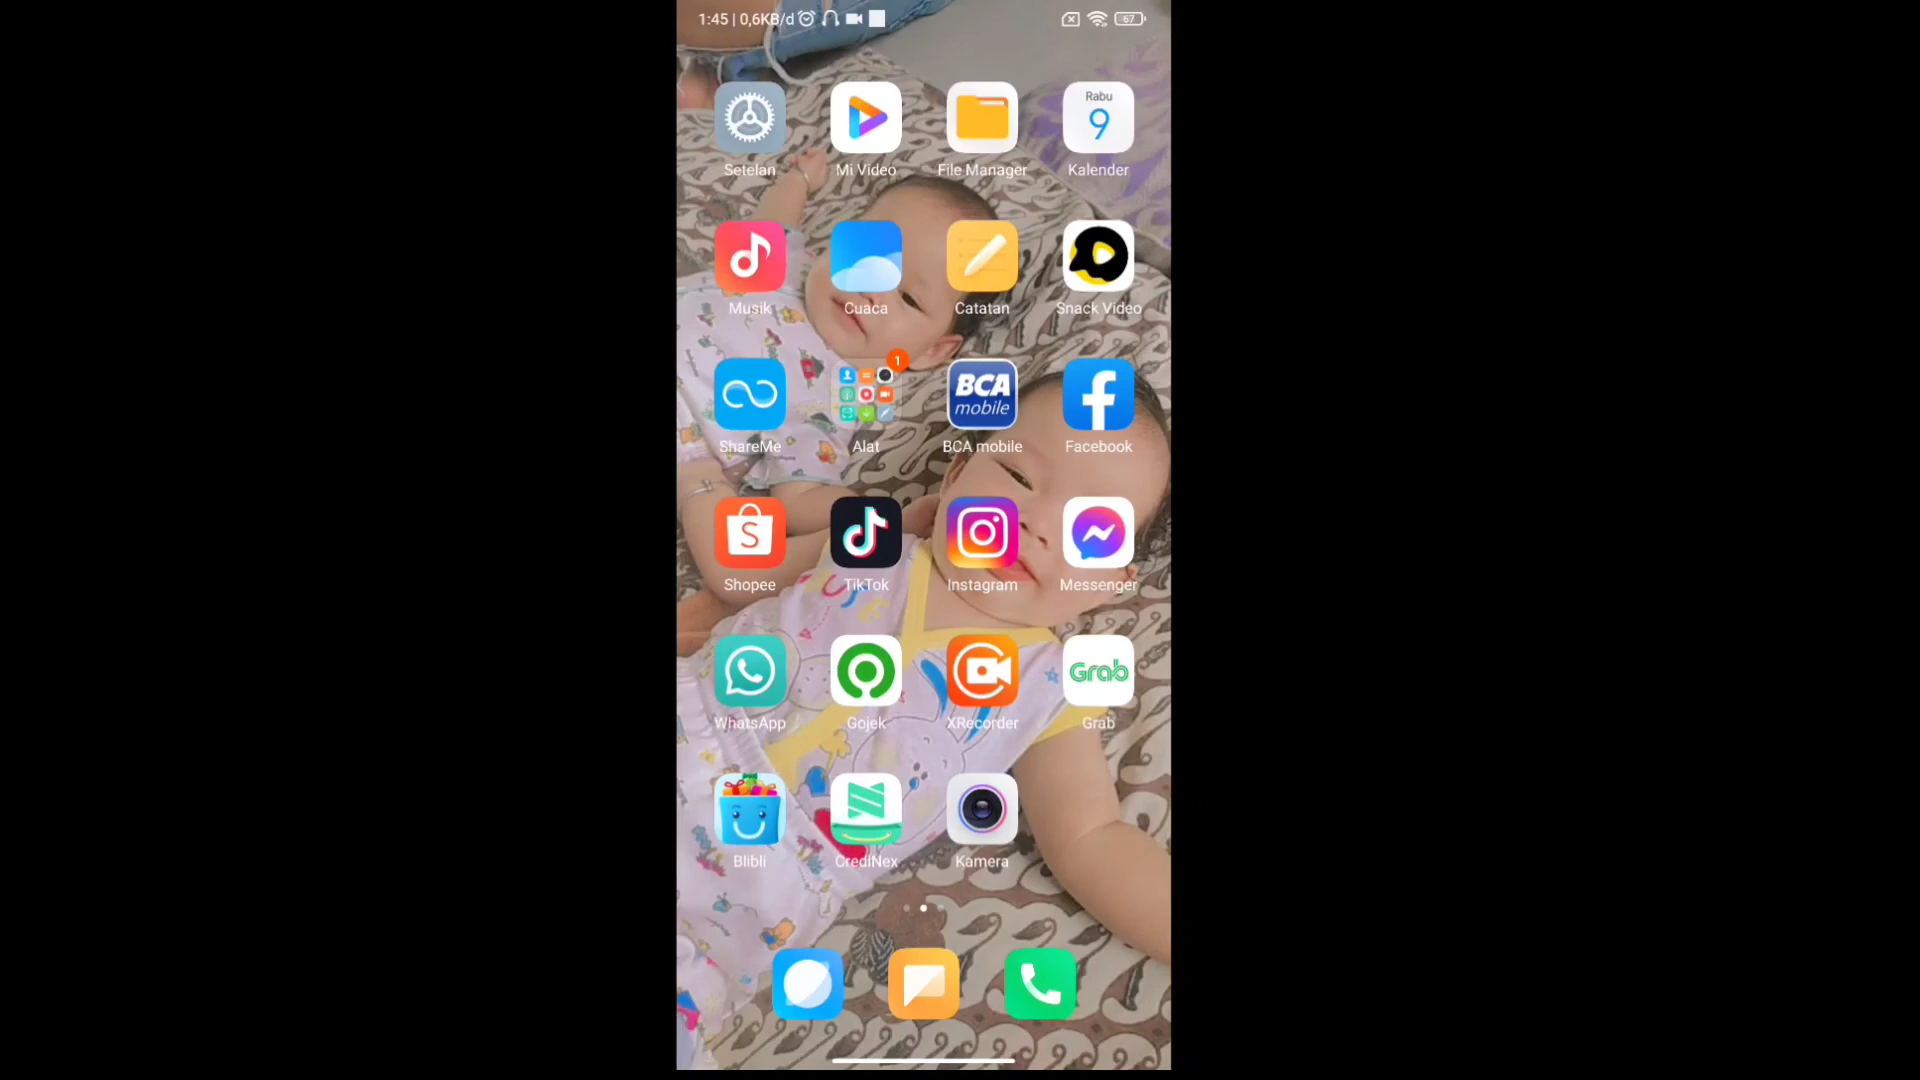 1:45 | 0,6KB/d
67
Rabu
9
Setelan
Mi Video
File Manager
Kalender
Musik
Cuaca
Catatan
Snack Video
1
BCA
mobile
ShareMe
Alat
BCA mobile
Facebook
S
Shopee
TikTok
Instagram
Messenger
Grab
WhatsApp
Gojek
XRecorder
Grab
Blibli
CrediNex
Kamera